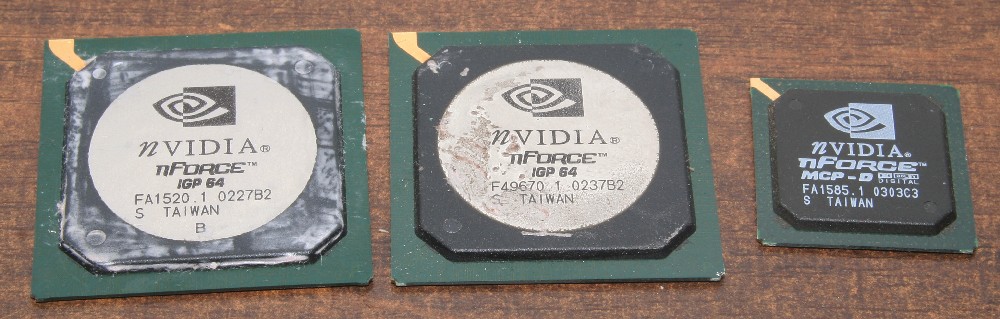 nVIDIA®
nFORCE™
IGP 64
FA1520.1 0227B2
S TAIWAN
B
nVIDIA®
nFORCE™
IGP 64
F49670.1 0237B2
S TAIWAN
nVIDIA®
nFORCE™
MCP-D
DIGITAL
FA1585.1 0303C3
S TAIWAN